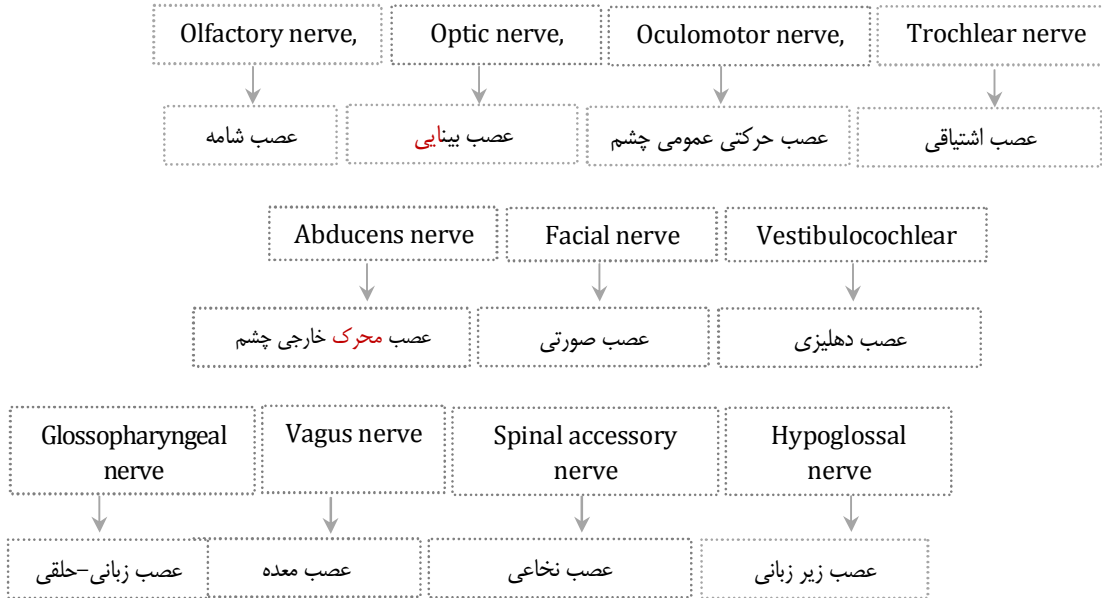 Olfactory nerve,
Optic nerve,
Oculomotor nerve,
Trochlear nerve
عصب شامه
عصب بینایی
عصب حرکتی عمومی چشم
عصب اشتیاقی
Abducens nerve
Facial nerve
Vestibulocochlear
عصب محرک خارجی چشم
عصب صورتی
عصب دهلیزی
Glossopharyngeal
nerve
Vagus nerve
Spinal accessory
nerve
Hypoglossal
nerve
عصب زبانی–حلقی
عصب معده
عصب نخاعی
عصب زیر زبانی